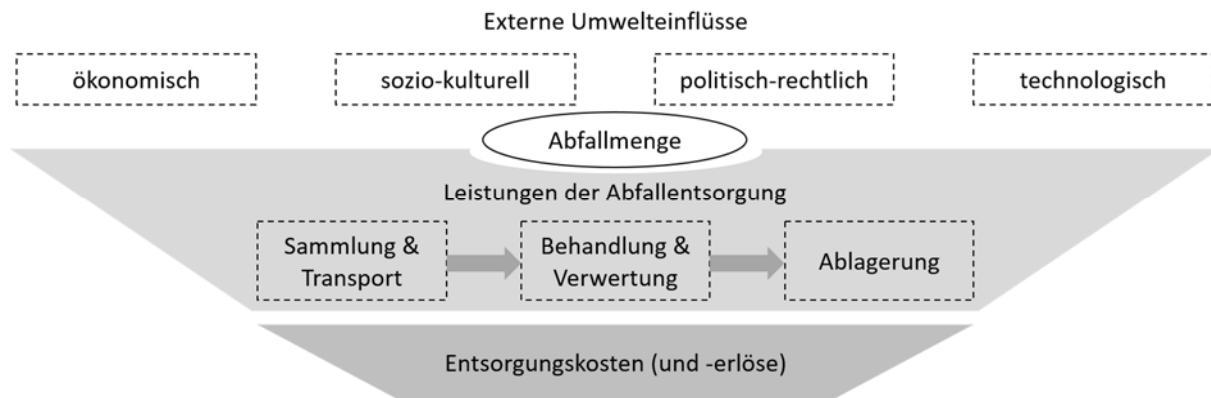 Externe Umwelteinflüsse
ökonomisch
sozio-kulturell
politisch-rechtlich
technologisch
Abfallmenge
Leistungen der Abfallentsorgung
Sammlung &
Transport
Behandlung &
Verwertung
Ablagerung
Entsorgungskosten (und -erlöse)